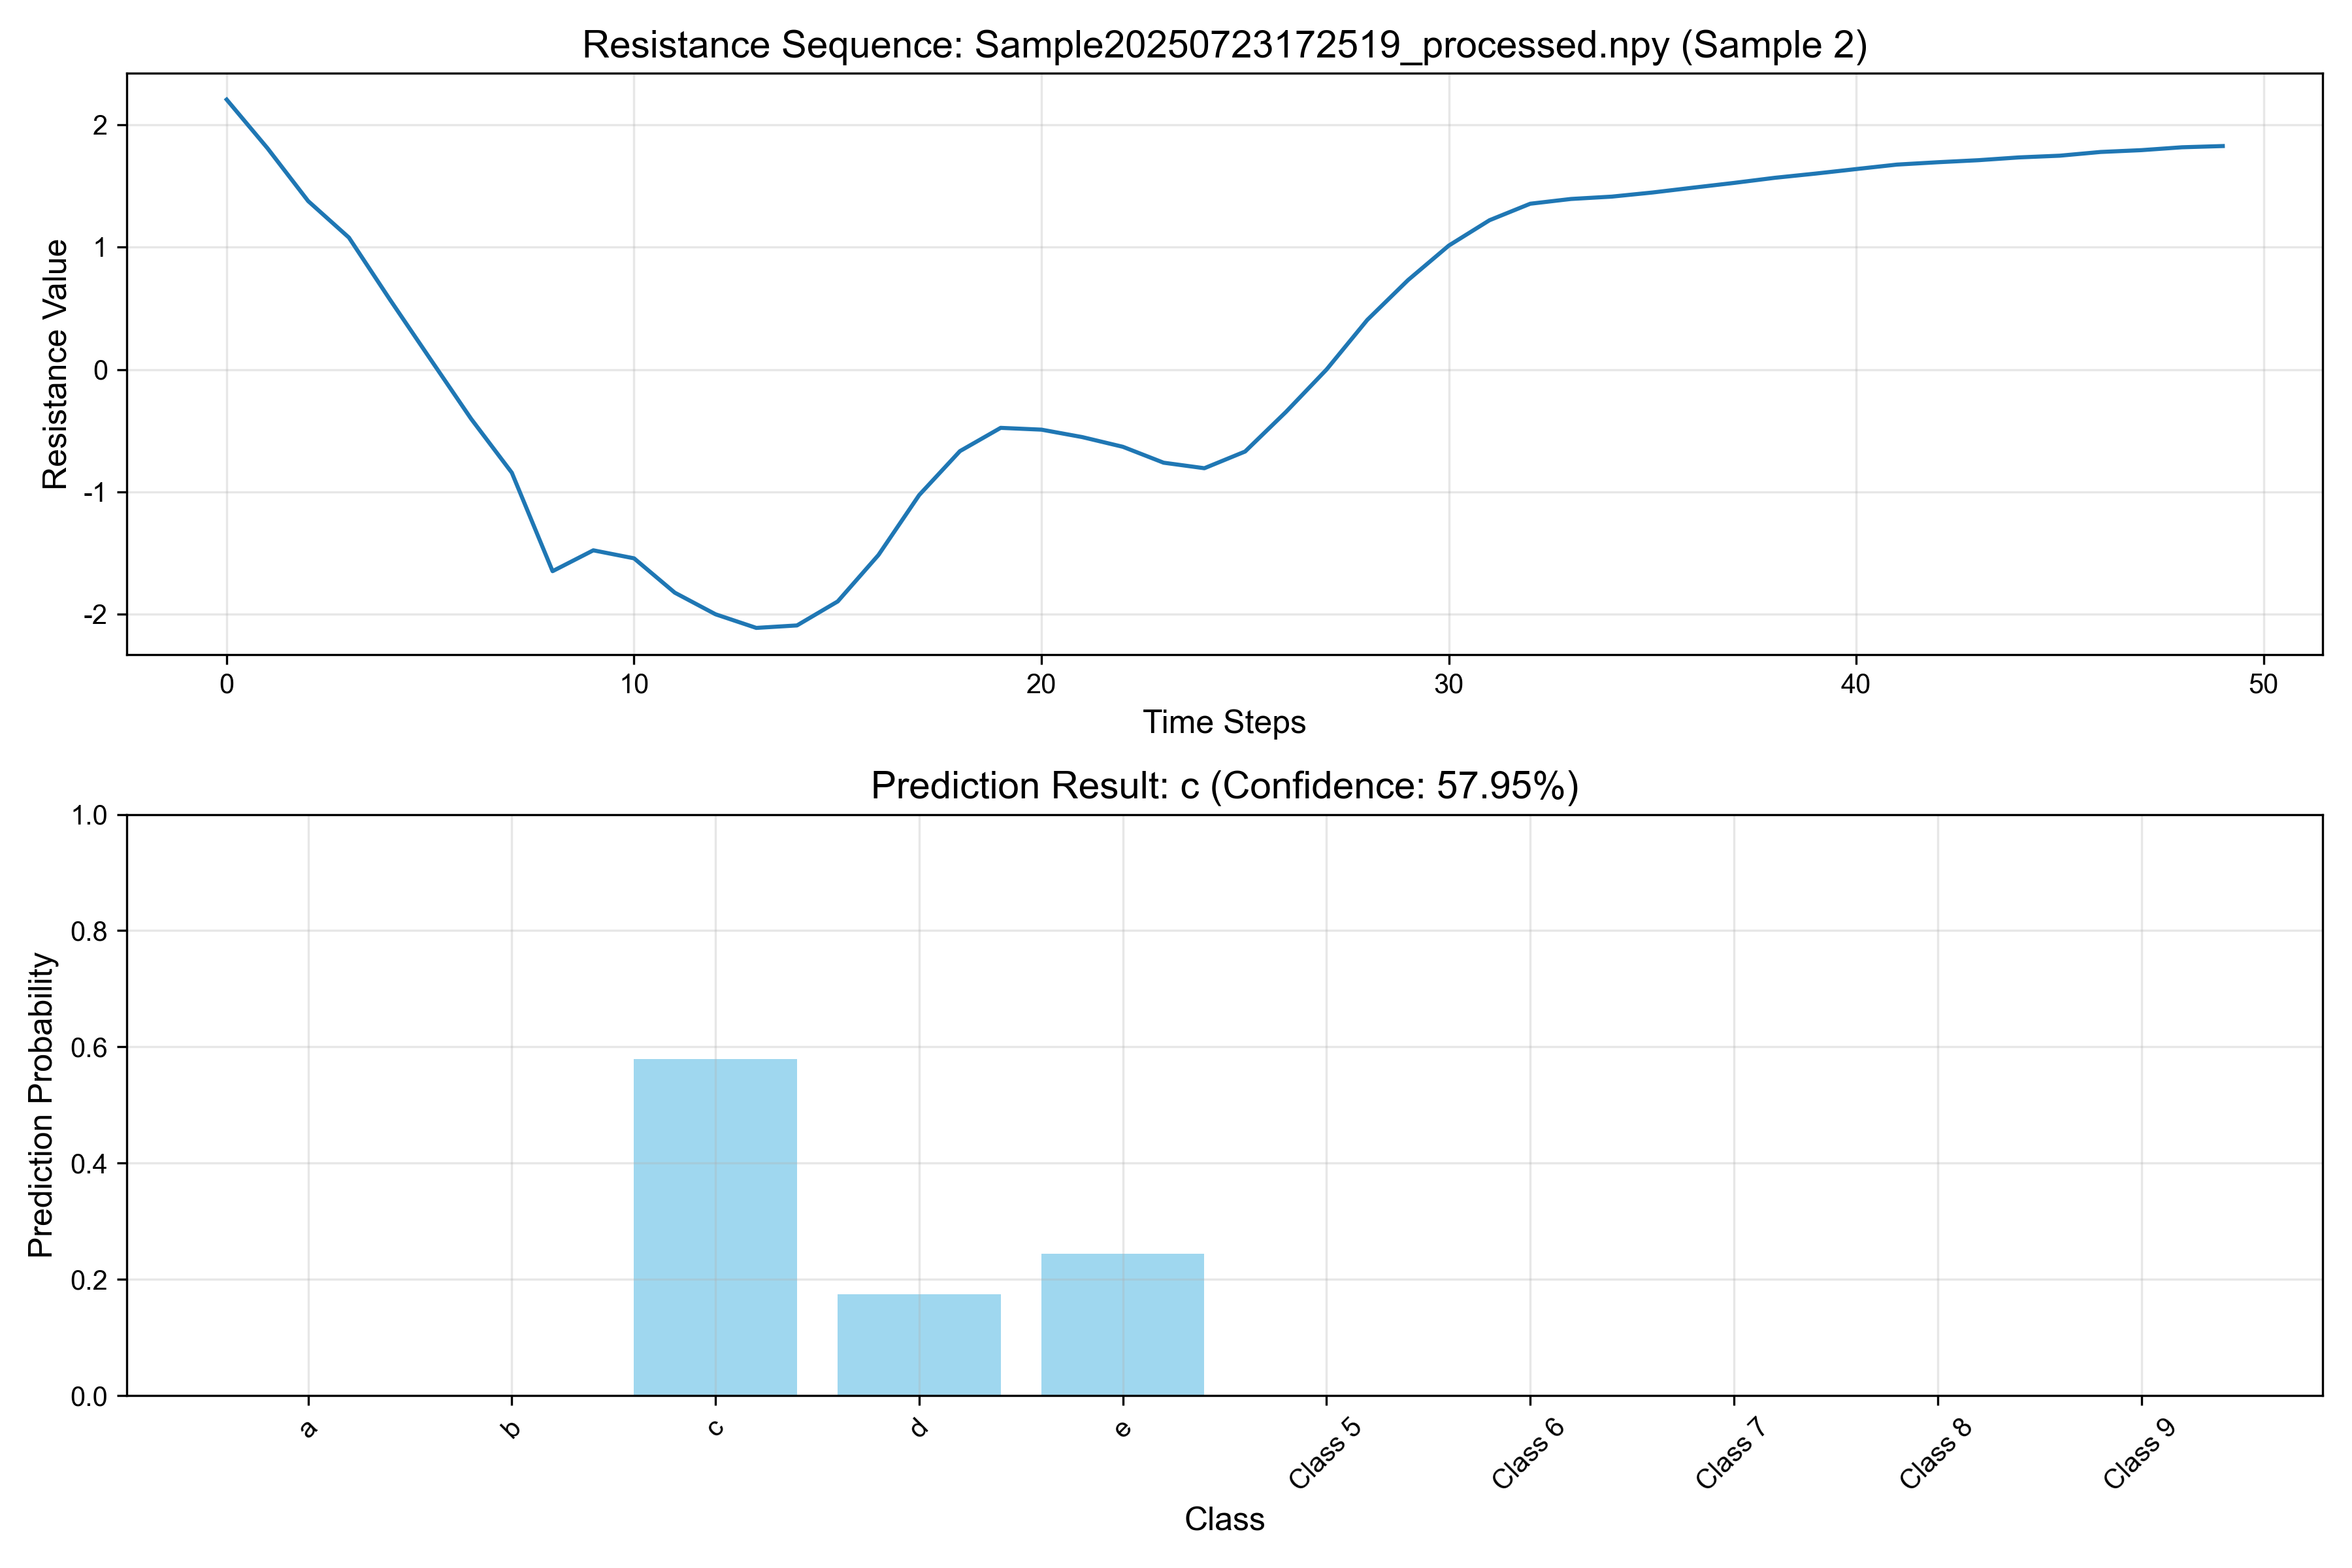 Resistance Sequence: Sample20250723172519_processed.npy (Sample 2)
Resistance Value
2
1
0
-1
-2
0 10 20 30 40 50
Time Steps
Prediction Result: c (Confidence: 57.95%)
Prediction Probability
1.0
0.8
0.6
0.4
0.2
0.0
a b c d e Class 5 Class 6 Class 7 Class 8 Class 9
Class